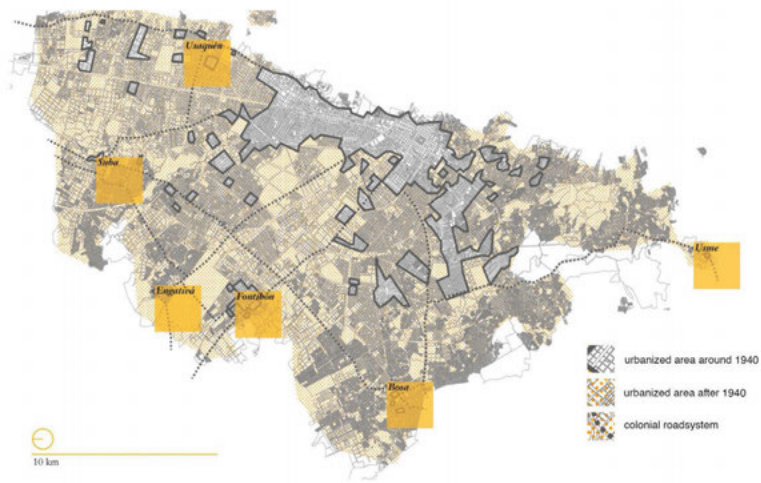 Usaquén
Suba
Usme
Engativá
Fontibón
Bosa
urbanized area around 1940
urbanized area after 1940
colonial roadsystem
10 km